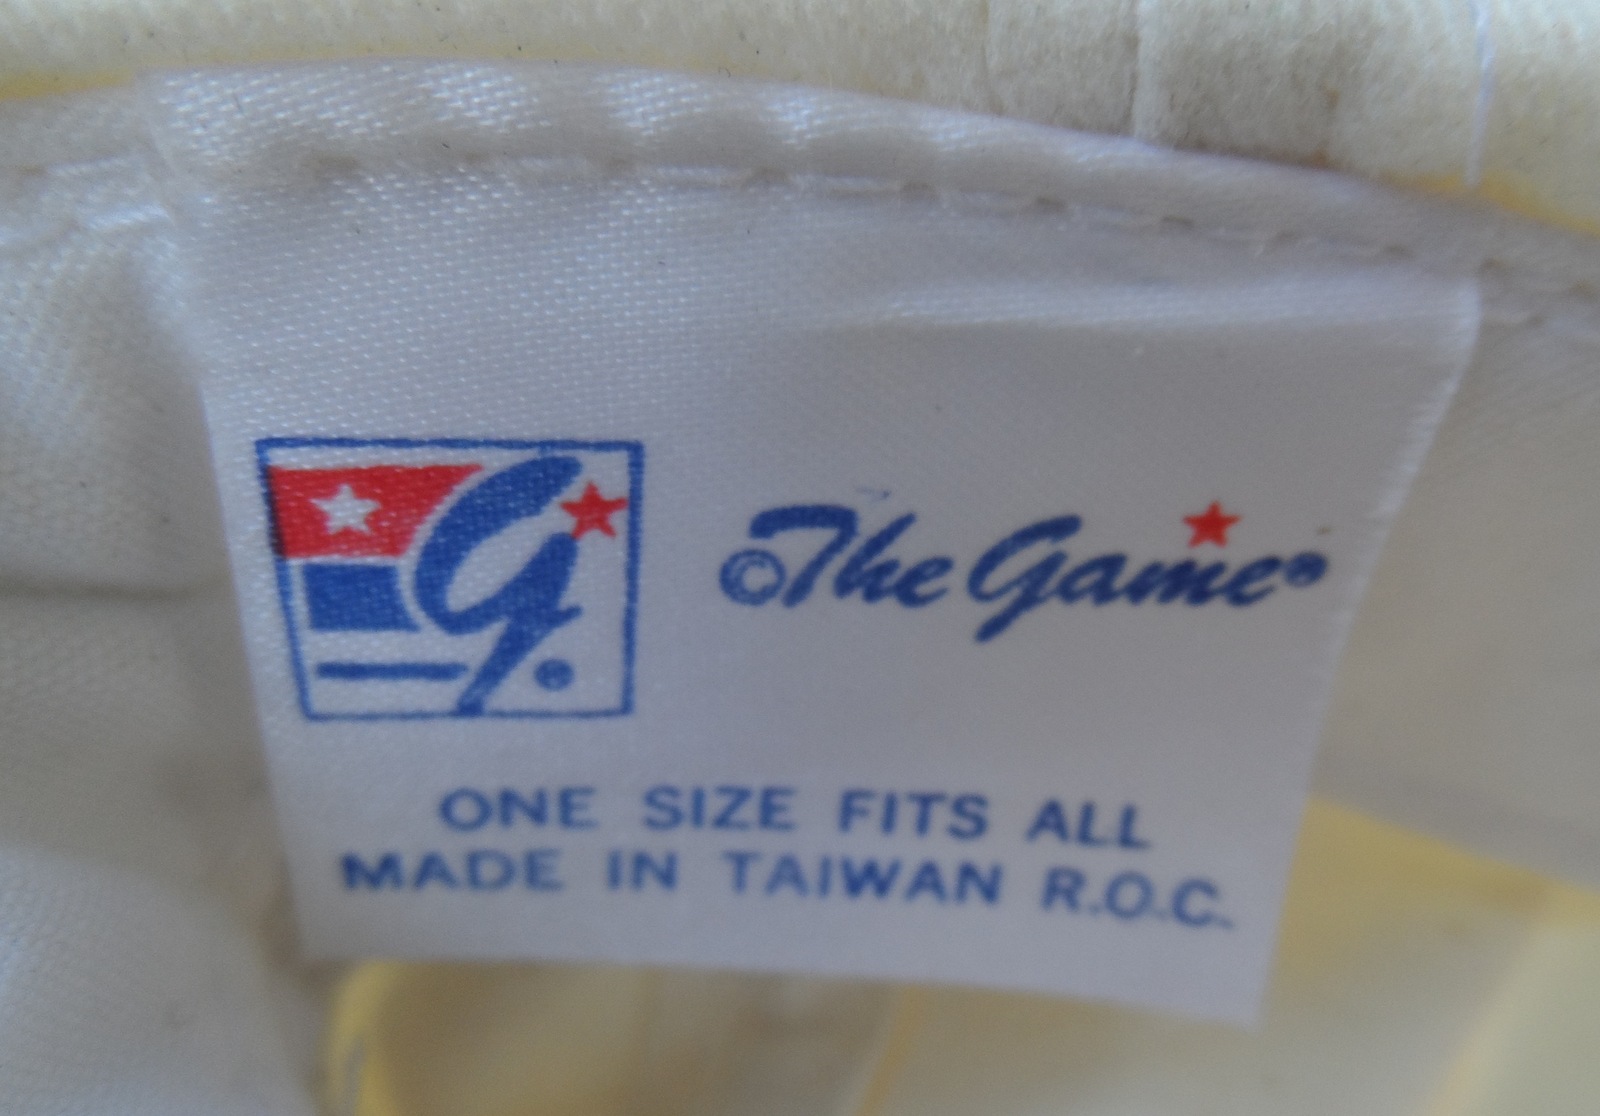 g ®
© The Game ®
ONE SIZE FITS ALL
MADE IN TAIWAN R.O.C.